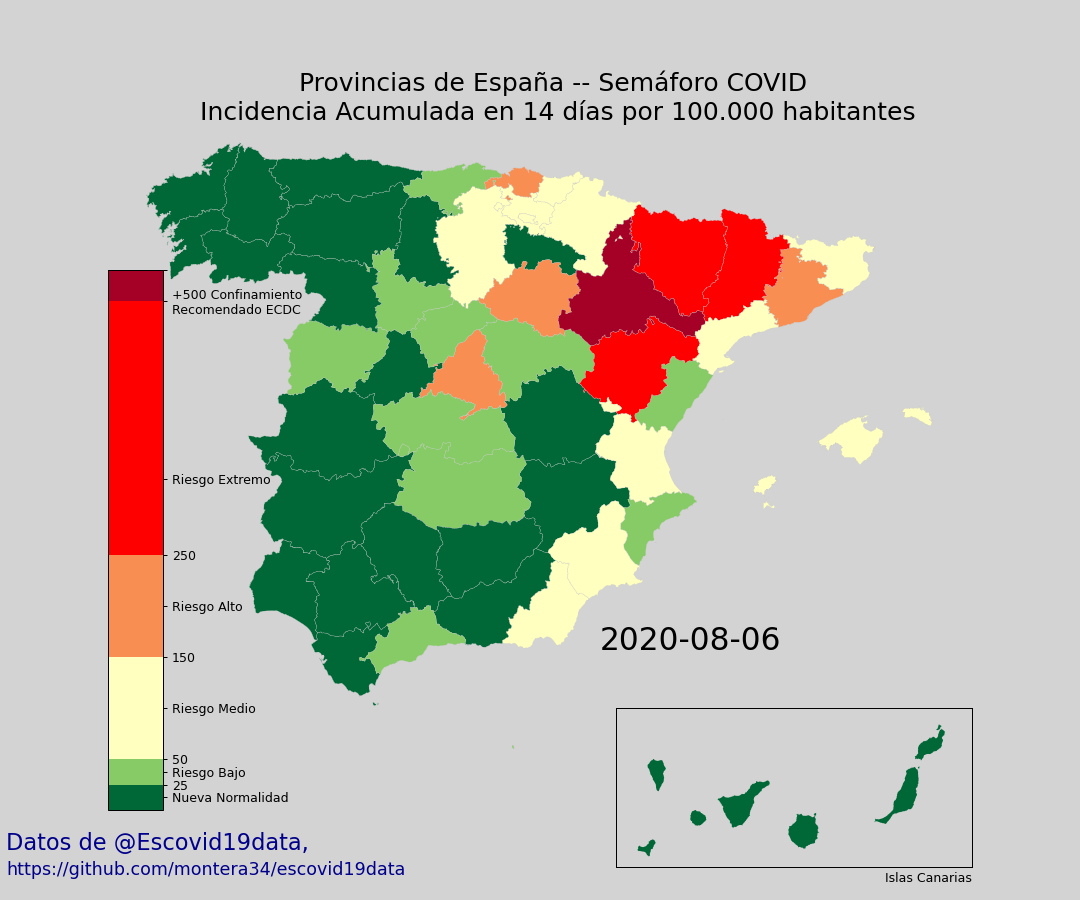 Provincias de España -- Semáforo COVID
Incidencia Acumulada en 14 días por 100.000 habitantes
+500 Confinamiento
Recomendado ECDC
Riesgo Extremo
250
Riesgo Alto
150
Riesgo Medio
50
Riesgo Bajo
25
Nueva Normalidad
2020-08-06
Islas Canarias
Datos de @Escovid19data,
https://github.com/montera34/escovid19data